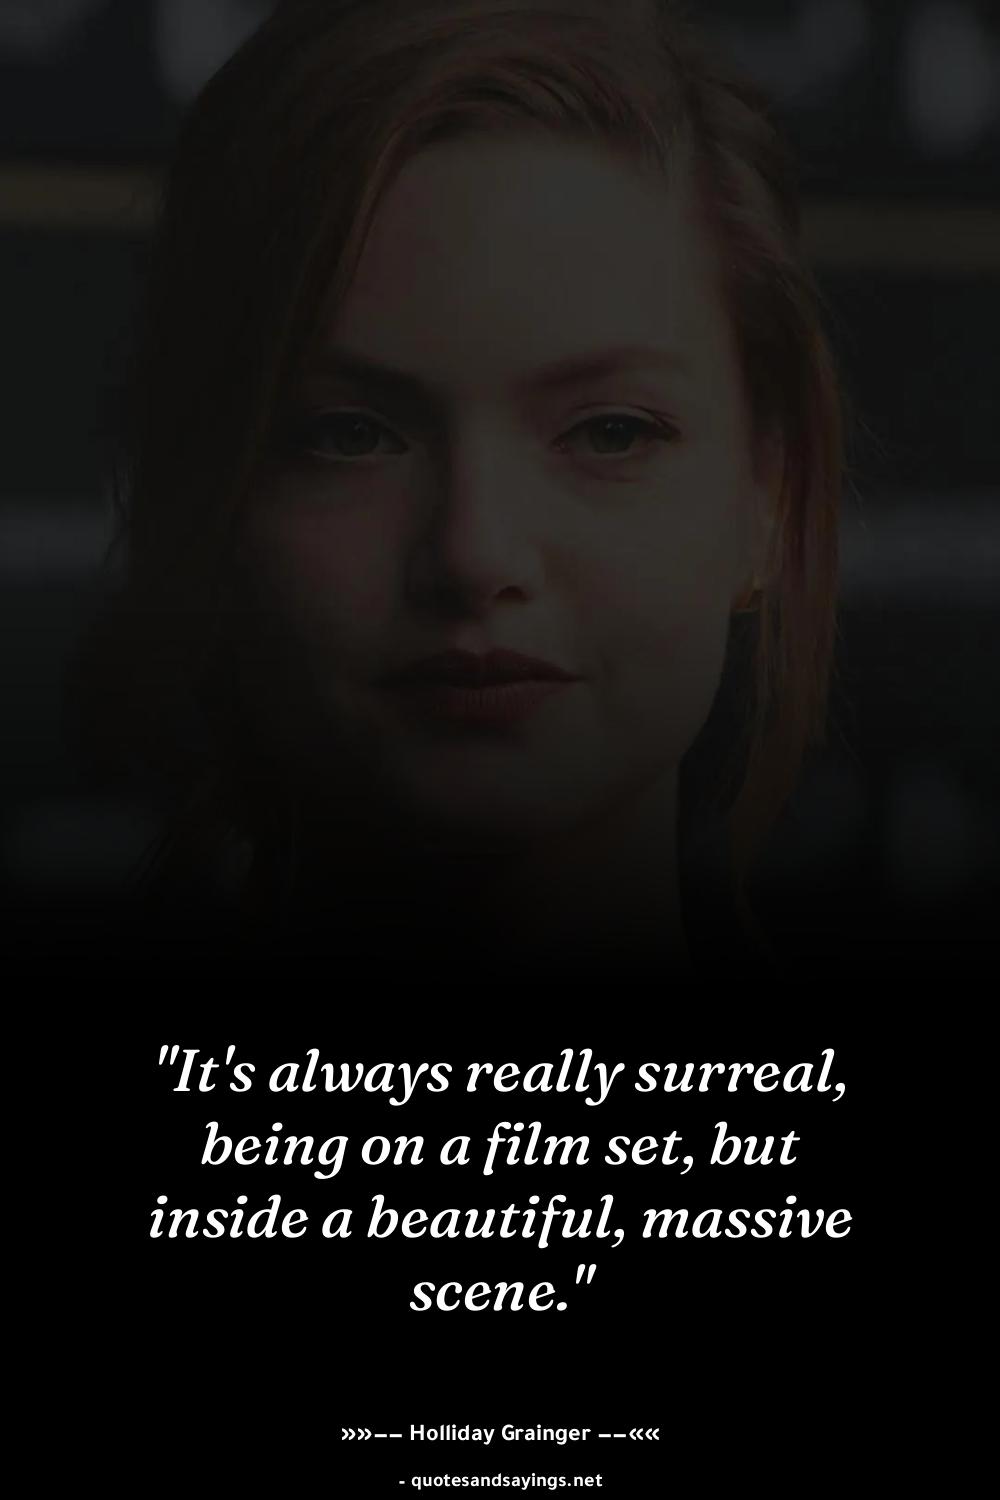 "It's always really surreal,
being on a film set, but
inside a beautiful, massive
scene."
»»–– Holliday Grainger ––««
- quotesandsayings.net